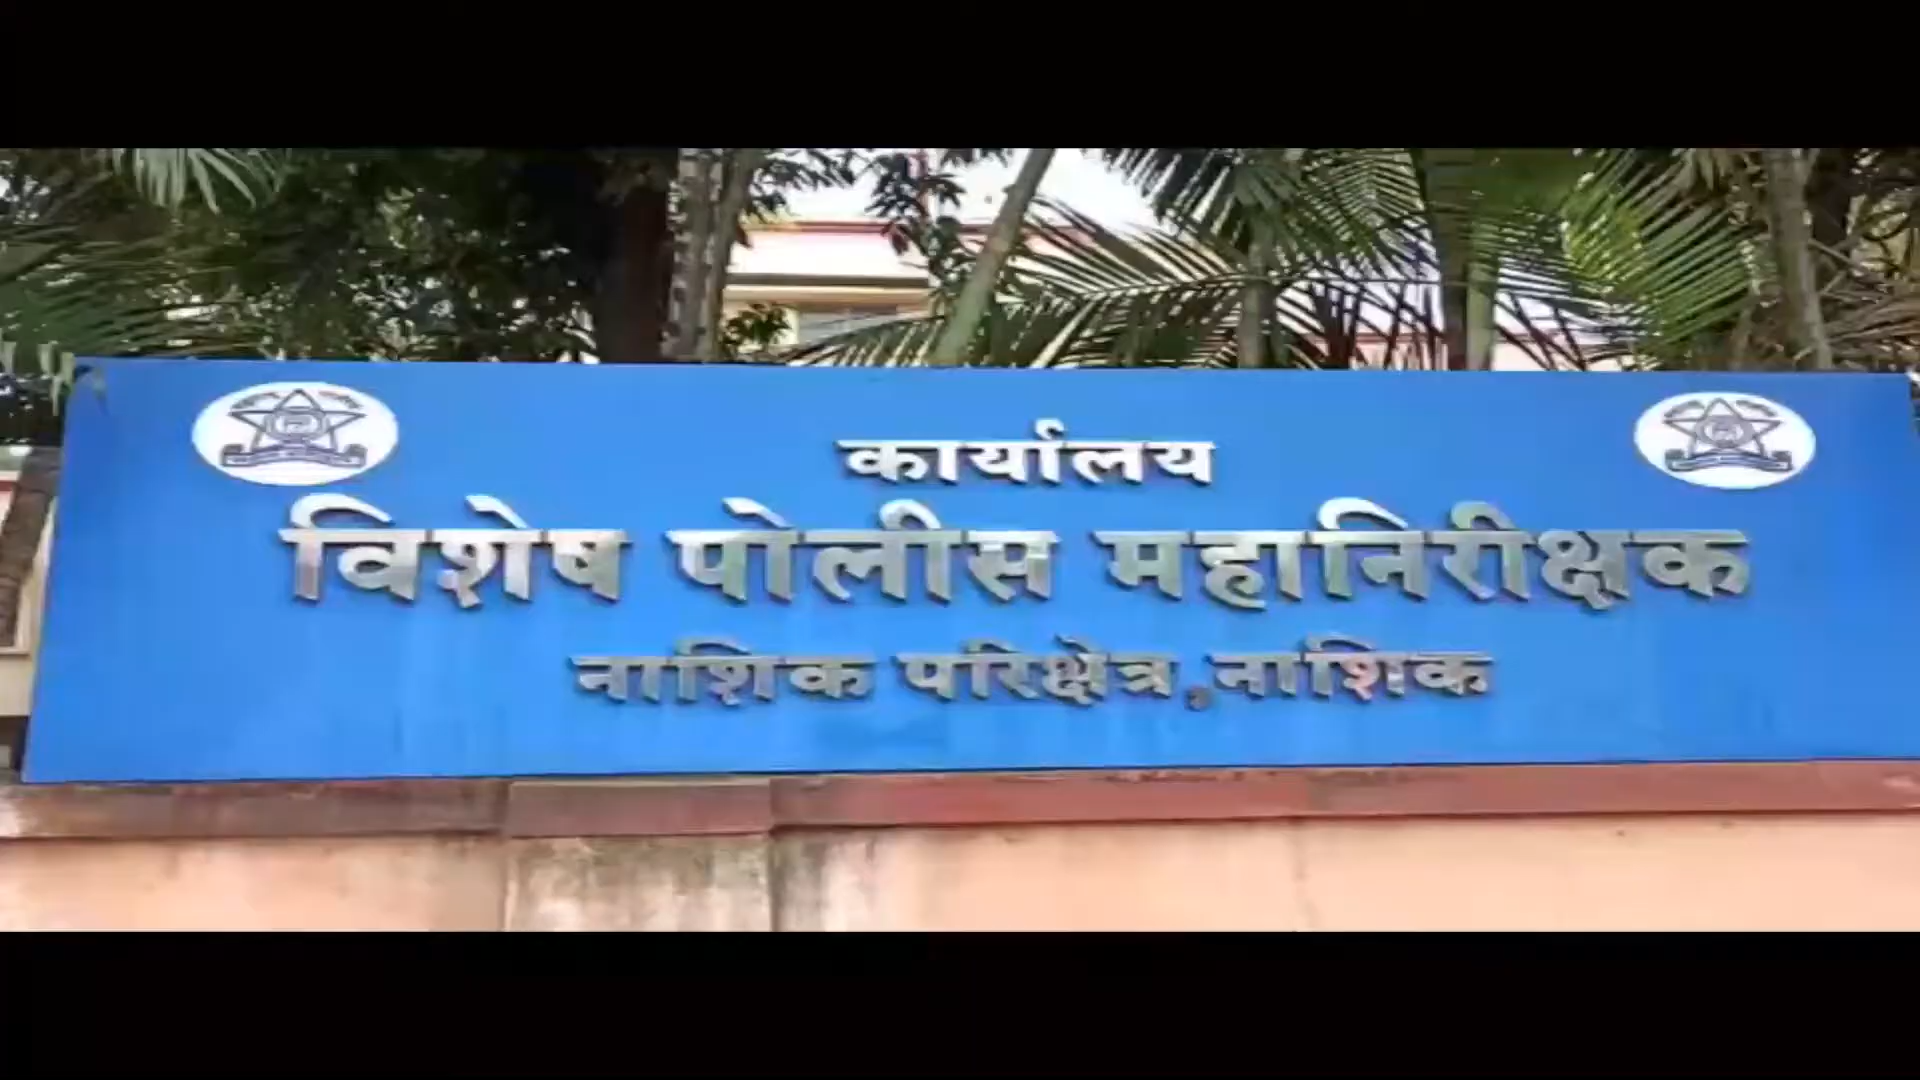 कार्यालय
विशेष पोलीस महानिरीक्षक
नाशिक परिक्षेत्र,नाशिक